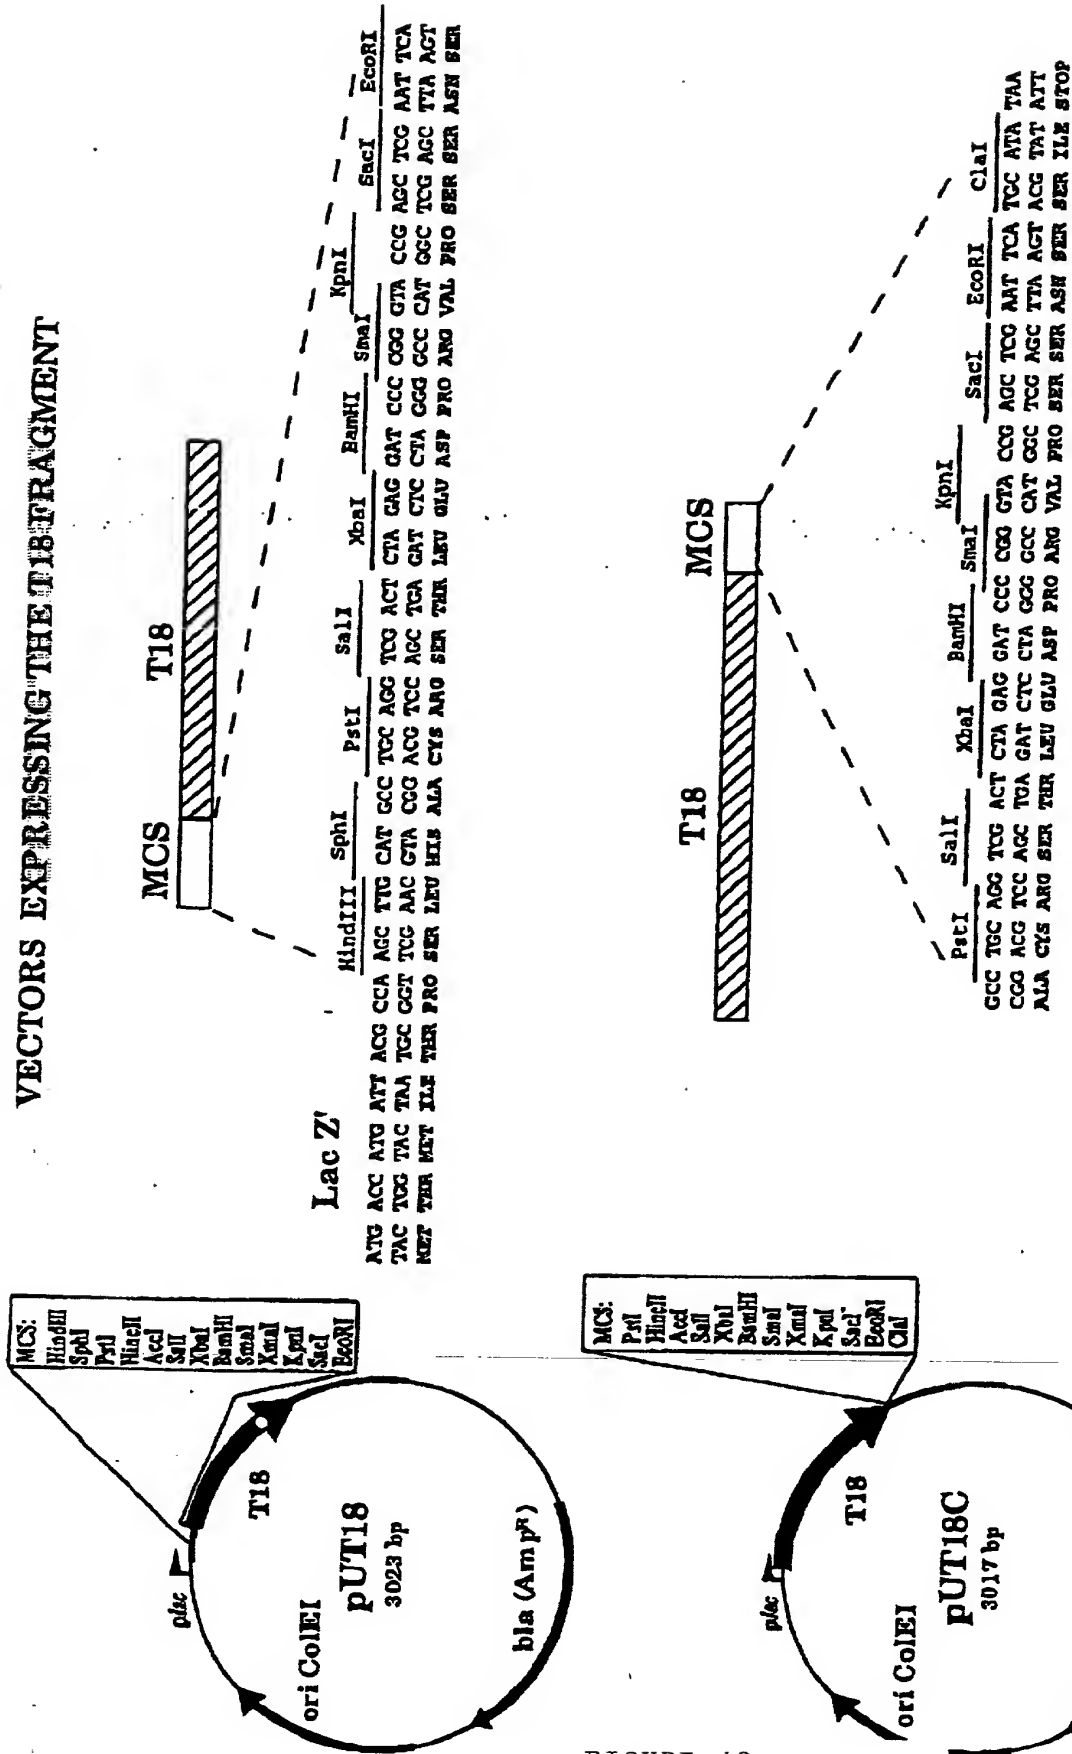 VECTORS EXPRESSING THE T18 FRAGMENT
MCS:
HindIII
SphI
PstI
HincII
AccI
SalI
XbaI
BamHI
SmaI
XmaI
KpnI
SacI
EcoRI
plac
T18
ori ColEI
pUT18
3023 bp
bla (Amp^R)
MCS
T18
Lac Z'
HindIII SphI PstI SalI XbaI BamHI SmaI KpnI SacI EcoRI
ATG ACC ATG ATT ACG CCA AGC TTG CAT GCC TGC AGG TCG ACT CTA GAG GAT CCC CGG GTA CCG AGC TCG AAT TCA
TAC TGG TAC TAA TGC GGT TCG AAC GTA CGG ACG TCC AGC TGA GAT CTC CTA GGG GCC CAT GGC TCG AGC TTA AGT
MET THR MET ILE THR PRO SER LEU HIS ALA CYS ARG SER THR LEU GLU ASP PRO ARG VAL PRO SER SER ASN SER
MCS:
PstI
HincII
AccI
SalI
XbaI
BamHI
SmaI
XmaI
KpnI
SacI
EcoRI
ClaI
plac
T18
ori ColEI
pUT18C
3017 bp
T18
MCS
PstI SalI XbaI BamHI SmaI KpnI SacI EcoRI ClaI
GCC TGC AGG TCG ACT CTA GAG GAT CCC CGG GTA CCG AGC TCG AAT TCA TGC ATA TAA
CGG ACG TCC AGC TGA GAT CTC CTA GGG GCC CAT GGC TCG AGC TTA AGT ACG TAT ATT
ALA CYS ARG SER THR LEU GLU ASP PRO ARG VAL PRO SER SER ASN SER SER ILE STOP